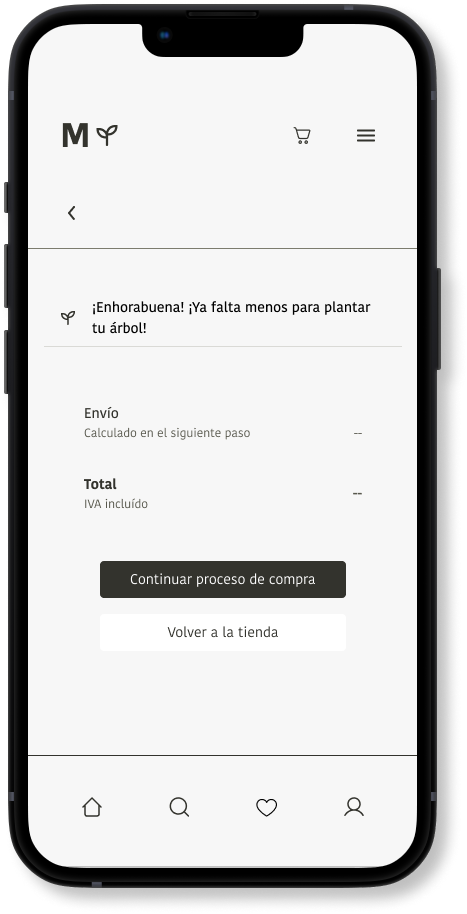 M
¡Enhorabuena! ¡Ya falta menos para plantar
tu árbol!
Envío
Calculado en el siguiente paso --
Total
IVA incluído --
Continuar proceso de compra
Volver a la tienda